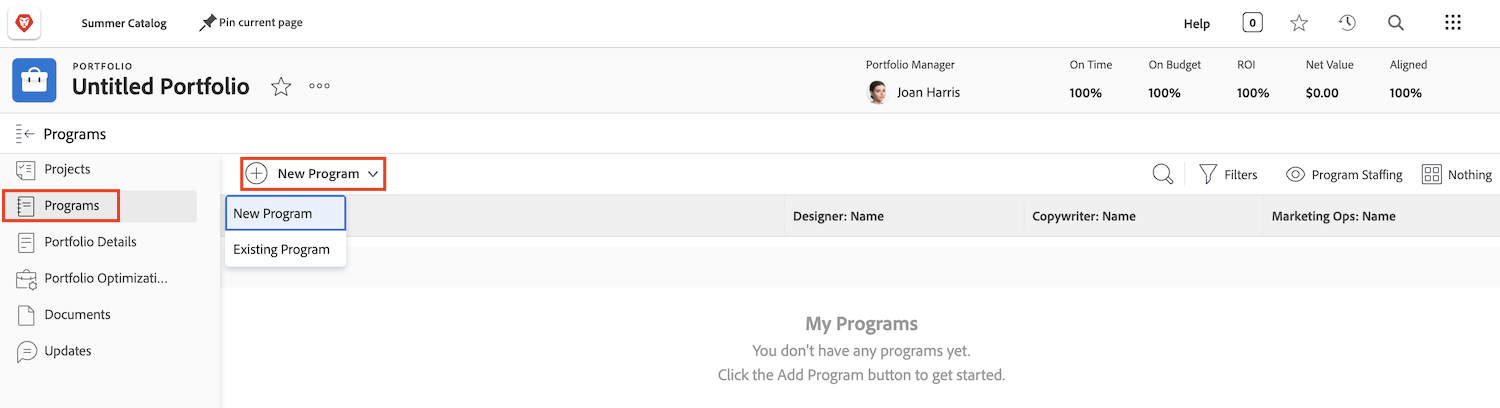 Summer Catalog
Pin current page
Help
0
PORTFOLIO
Untitled Portfolio
Portfolio Manager
Joan Harris
On Time
100%
On Budget
100%
ROI
100%
Net Value
$0.00
Aligned
100%
Programs
Projects
Programs
Portfolio Details
Portfolio Optimizati...
Documents
Updates
New Program
New Program
Existing Program
Filters
Program Staffing
Nothing
Designer: Name
Copywriter: Name
Marketing Ops: Name
My Programs
You don't have any programs yet.
Click the Add Program button to get started.